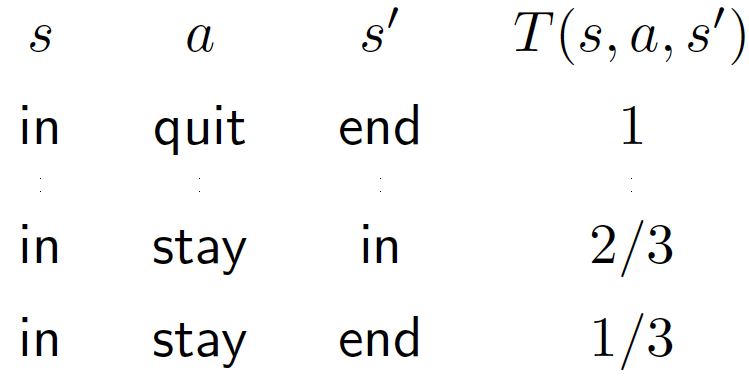 s a s′ T(s, a, s′)
in quit end 1
: : : :
in stay in 2/3
in stay end 1/3